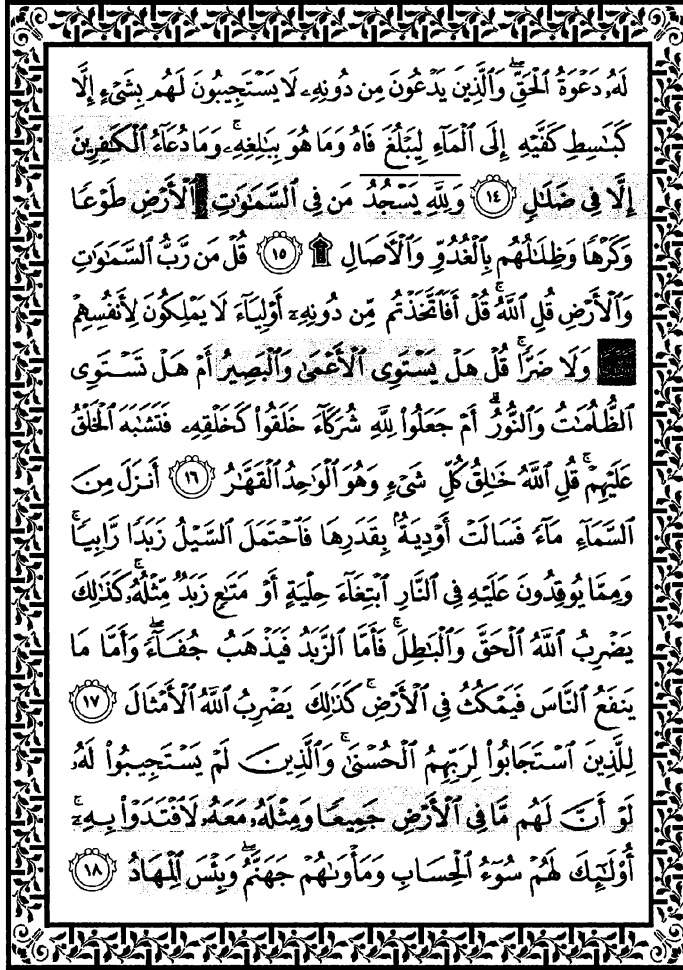 لَهُۥ دَعْوَةُ ٱلْحَقِّ ۖ وَٱلَّذِينَ يَدْعُونَ مِن دُونِهِۦ لَا يَسْتَجِيبُونَ لَهُم بِشَىْءٍ إِلَّا
كَبَٰسِطِ كَفَّيْهِ إِلَى ٱلْمَآءِ لِيَبْلُغَ فَاهُ وَمَا هُوَ بِبَٰلِغِهِۦ ۚ وَمَا دُعَآءُ ٱلْكَٰفِرِينَ
إِلَّا فِى ضَلَٰلٍ ١٤ وَلِلَّهِ يَسْجُدُ مَن فِى ٱلسَّمَٰوَٰتِ ٱلْأَرْضِ طَوْعًا
وَكَرْهًا وَظِلَٰلُهُم بِٱلْغُدُوِّ وَٱلْءَاصَالِ ۩ ١٥ قُلْ مَن رَّبُّ ٱلسَّمَٰوَٰتِ
وَٱلْأَرْضِ قُلِ ٱللَّهُ ۚ قُلْ أَفَٱتَّخَذْتُم مِّن دُونِهِۦٓ أَوْلِيَآءَ لَا يَمْلِكُونَ لِأَنفُسِهِمْ
وَلَا ضَرًّا ۚ قُلْ هَلْ يَسْتَوِى ٱلْأَعْمَىٰ وَٱلْبَصِيرُ أَمْ هَلْ تَسْتَوِى
ٱلظُّلُمَٰتُ وَٱلنُّورُ ۗ أَمْ جَعَلُوا۟ لِلَّهِ شُرَكَآءَ خَلَقُوا۟ كَخَلْقِهِۦ فَتَشَٰبَهَ ٱلْخَلْقُ
عَلَيْهِمْ ۚ قُلِ ٱللَّهُ خَٰلِقُ كُلِّ شَىْءٍ وَهُوَ ٱلْوَٰحِدُ ٱلْقَهَّٰرُ ١٦ أَنزَلَ مِنَ
ٱلسَّمَآءِ مَآءً فَسَالَتْ أَوْدِيَةٌۢ بِقَدَرِهَا فَٱحْتَمَلَ ٱلسَّيْلُ زَبَدًا رَّابِيًا ۚ
وَمِمَّا يُوقِدُونَ عَلَيْهِ فِى ٱلنَّارِ ٱبْتِغَآءَ حِلْيَةٍ أَوْ مَتَٰعٍ زَبَدٌ مِّثْلُهُۥ ۚ كَذَٰلِكَ
يَضْرِبُ ٱللَّهُ ٱلْحَقَّ وَٱلْبَٰطِلَ ۚ فَأَمَّا ٱلزَّبَدُ فَيَذْهَبُ جُفَآءً ۖ وَأَمَّا مَا
يَنفَعُ ٱلنَّاسَ فَيَمْكُثُ فِى ٱلْأَرْضِ ۚ كَذَٰلِكَ يَضْرِبُ ٱللَّهُ ٱلْأَمْثَالَ ١٧
لِلَّذِينَ ٱسْتَجَابُوا۟ لِرَبِّهِمُ ٱلْحُسْنَىٰ ۚ وَٱلَّذِينَ لَمْ يَسْتَجِيبُوا۟ لَهُۥ
لَوْ أَنَّ لَهُم مَّا فِى ٱلْأَرْضِ جَمِيعًا وَمِثْلَهُۥ مَعَهُۥ لَٱفْتَدَوْا۟ بِهِۦٓ ۚ
أُو۟لَٰٓئِكَ لَهُمْ سُوٓءُ ٱلْحِسَابِ وَمَأْوَىٰهُمْ جَهَنَّمُ ۖ وَبِئْسَ ٱلْمِهَادُ ١٨